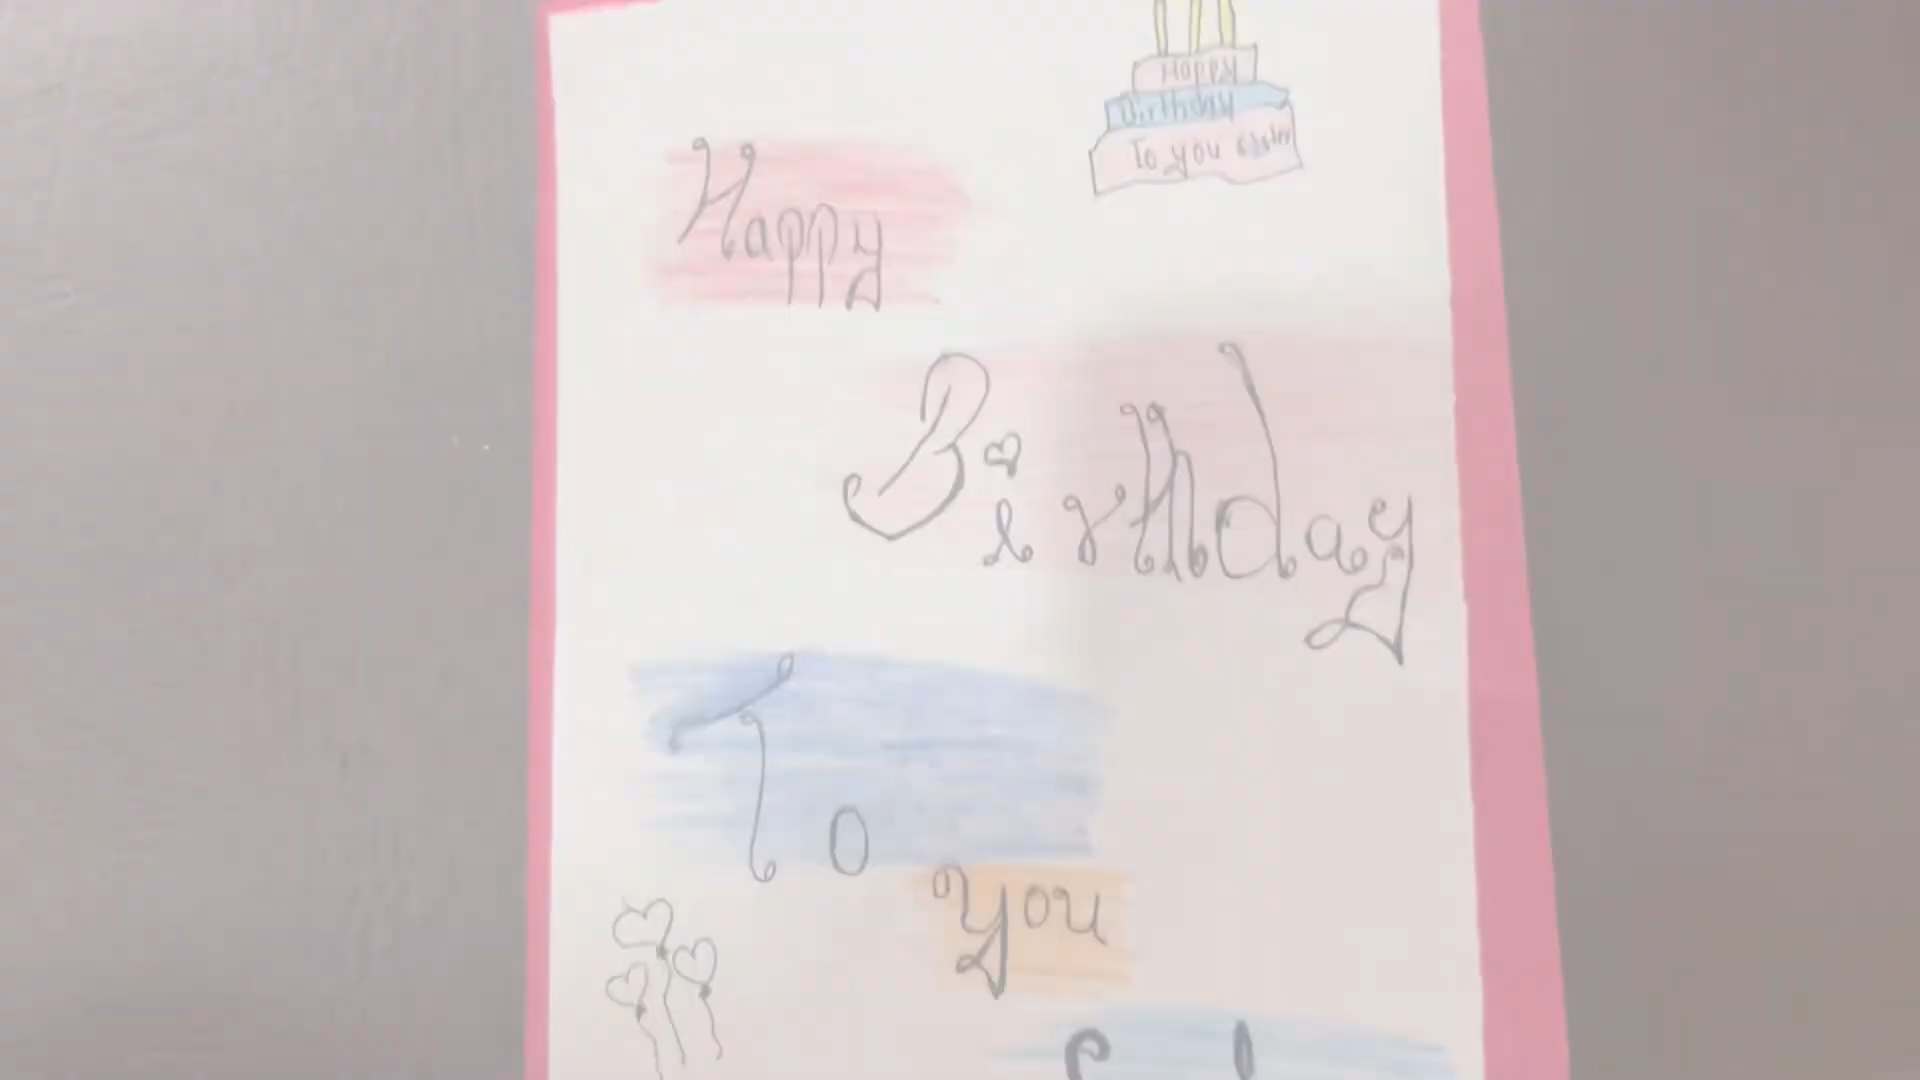 Happy
Birthday
To you sister
Happy
Birthday
To
you